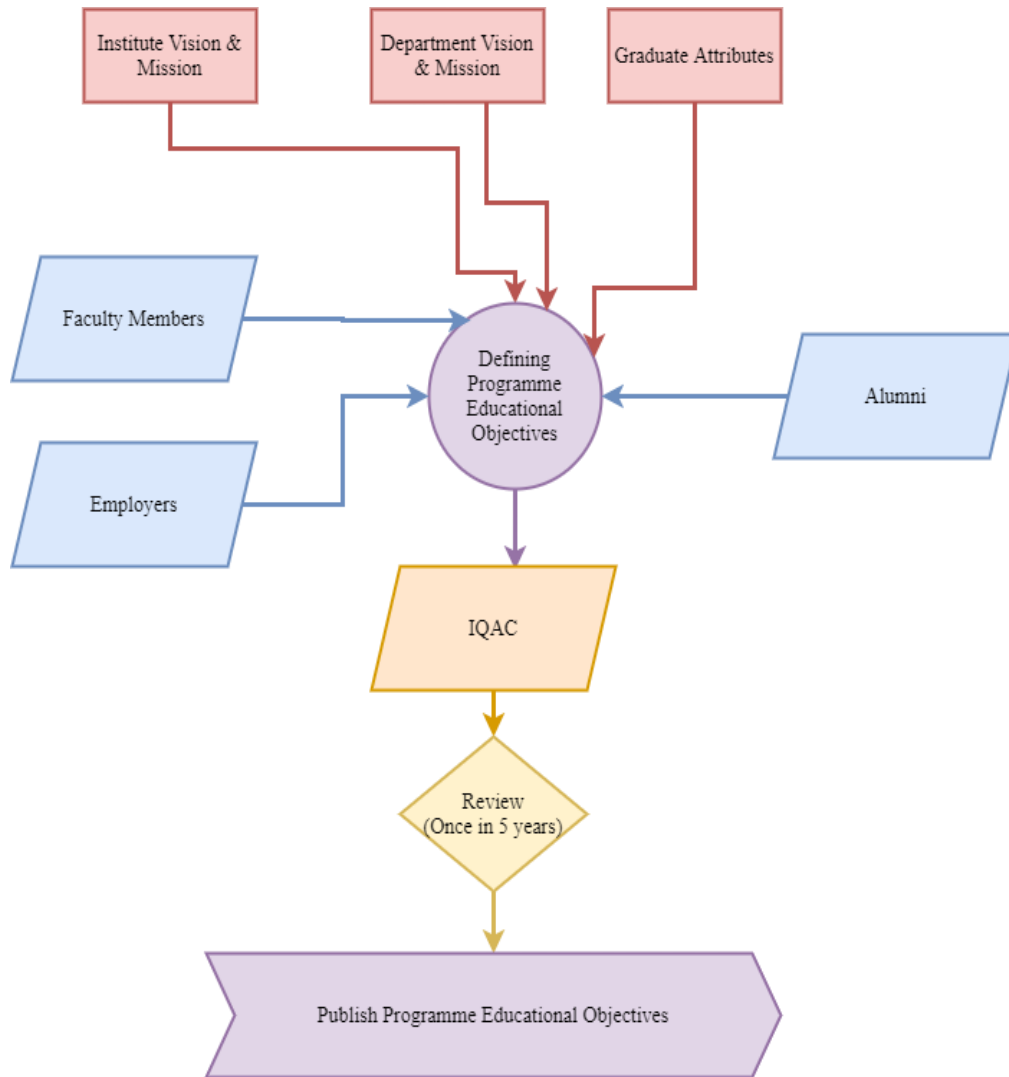 Institute Vision &
Mission
Department Vision
& Mission
Graduate Attributes
Faculty Members
Defining
Programme
Educational
Objectives
Alumni
Employers
IQAC
Review
(Once in 5 years)
Publish Programme Educational Objectives